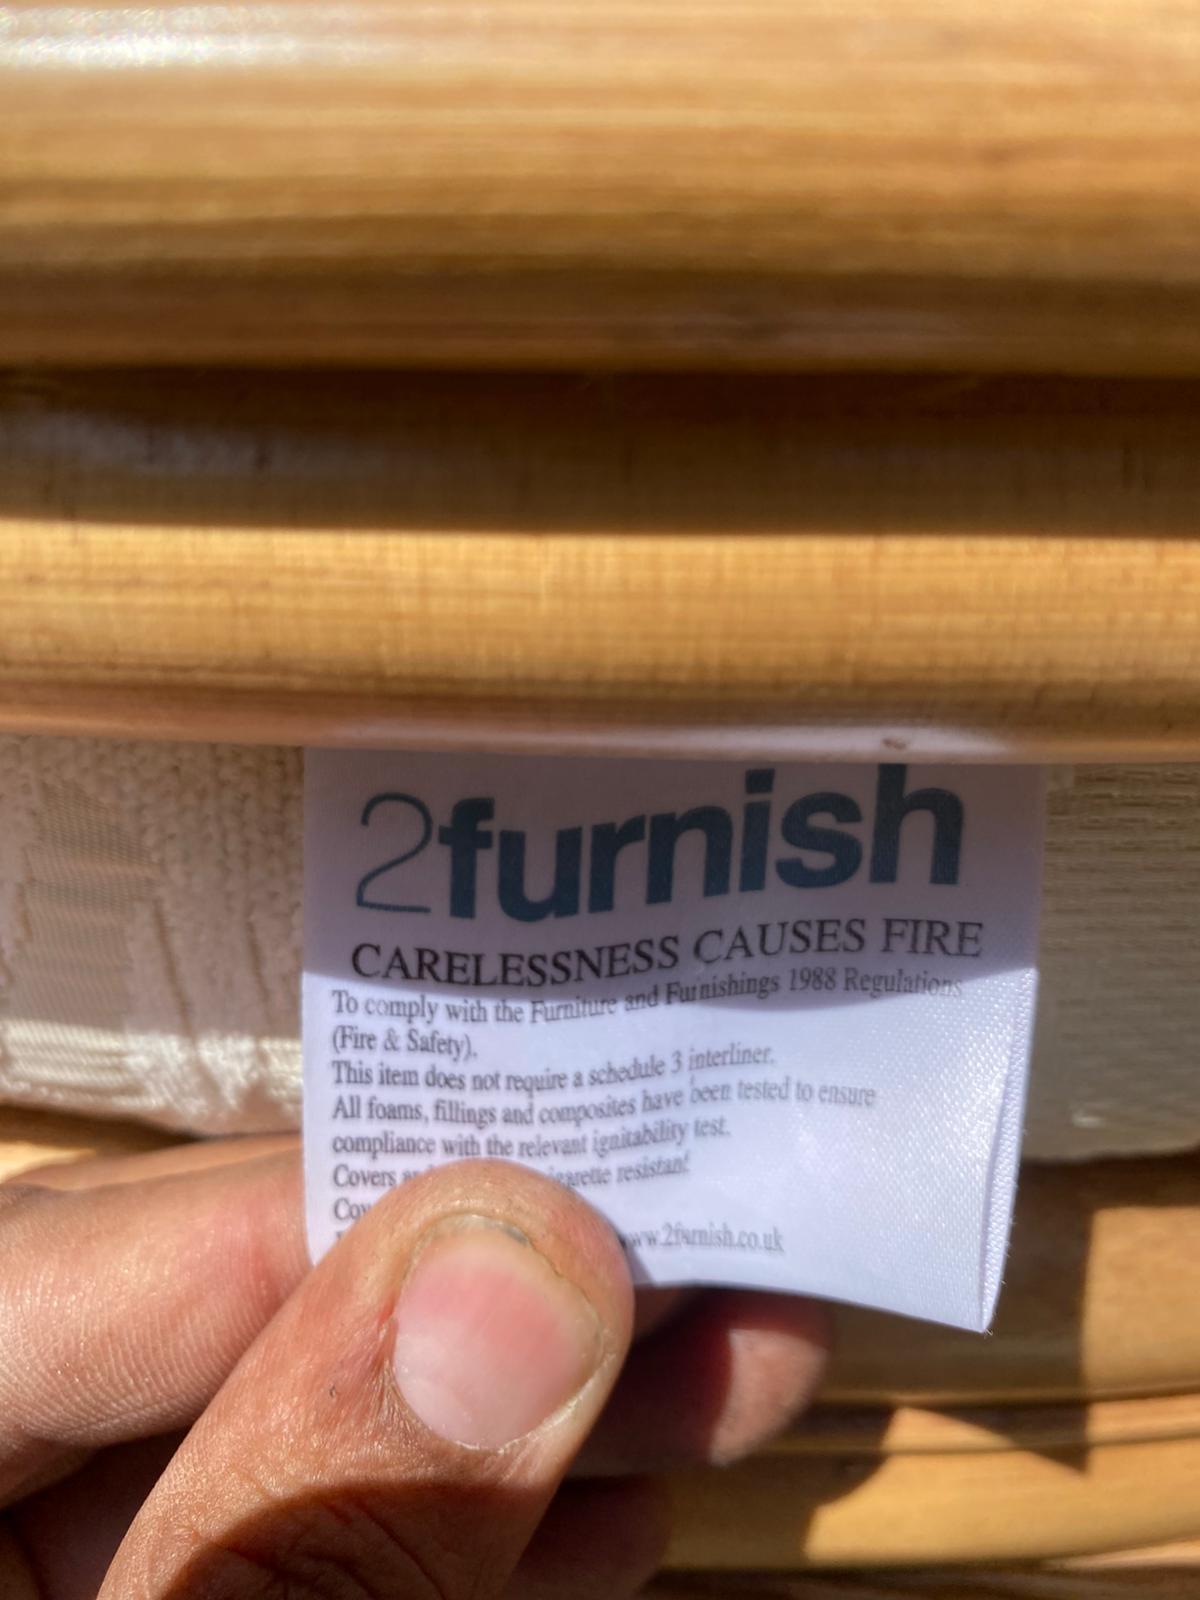 2furnish
CARELESSNESS CAUSES FIRE
To comply with the Furniture and Furnishings 1988 Regulations
(Fire & Safety).
This item does not require a schedule 3 interliner.
All foams, fillings and composites have been tested to ensure
compliance with the relevant ignitability test.
Covers resistant
www.2furnish.co.uk